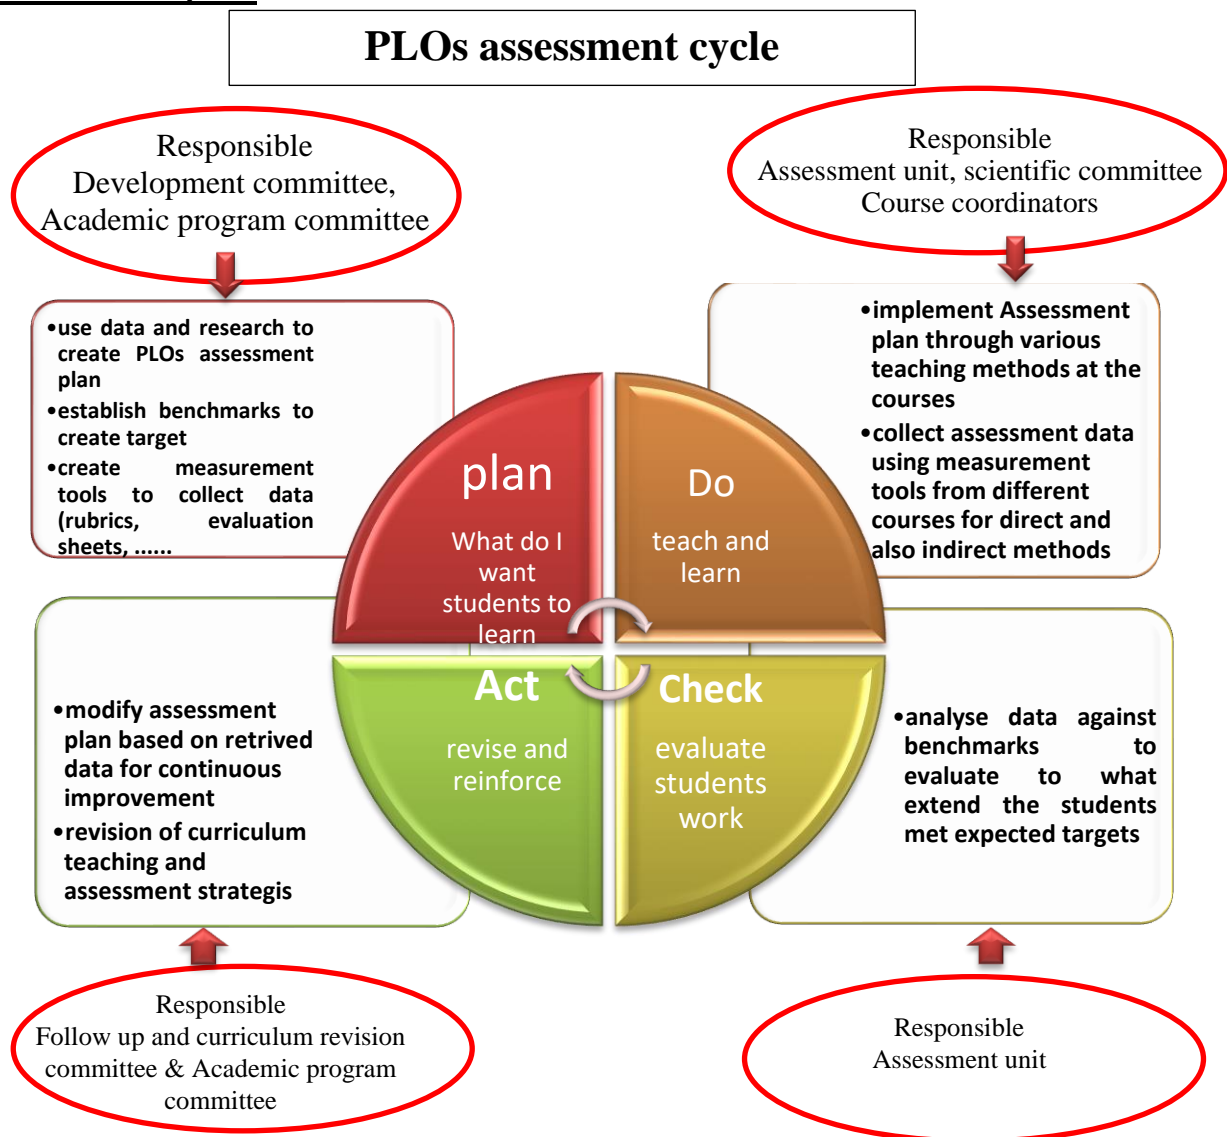 PLOs assessment cycle
Responsible
Development committee,
Academic program committee
Responsible
Assessment unit, scientific committee
Course coordinators
•use data and research to
create PLOs assessment
plan
•establish benchmarks to
create target
•create measurement
tools to collect data
(rubrics, evaluation
sheets, ......
•implement Assessment
plan through various
teaching methods at the
courses
•collect assessment data
using measurement
tools from different
courses for direct and
also indirect methods
plan
What do I
want
students to
learn
Do
teach and
learn
Act
revise and
reinforce
Check
evaluate
students
work
•modify assessment
plan based on retrived
data for continuous
improvement
•revision of curriculum
teaching and
assessment strategis
•analyse data against
benchmarks to
evaluate to what
extend the students
met expected targets
Responsible
Follow up and curriculum revision
committee & Academic program
committee
Responsible
Assessment unit